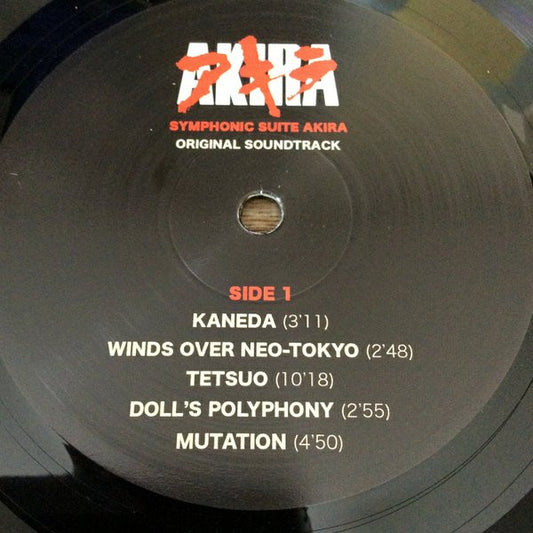 AKIRA
アキラ
SYMPHONIC SUITE AKIRA
ORIGINAL SOUNDTRACK
SIDE 1
KANEDA (3'11)
WINDS OVER NEO-TOKYO (2'48)
TETSUO (10'18)
DOLL'S POLYPHONY (2'55)
MUTATION (4'50)